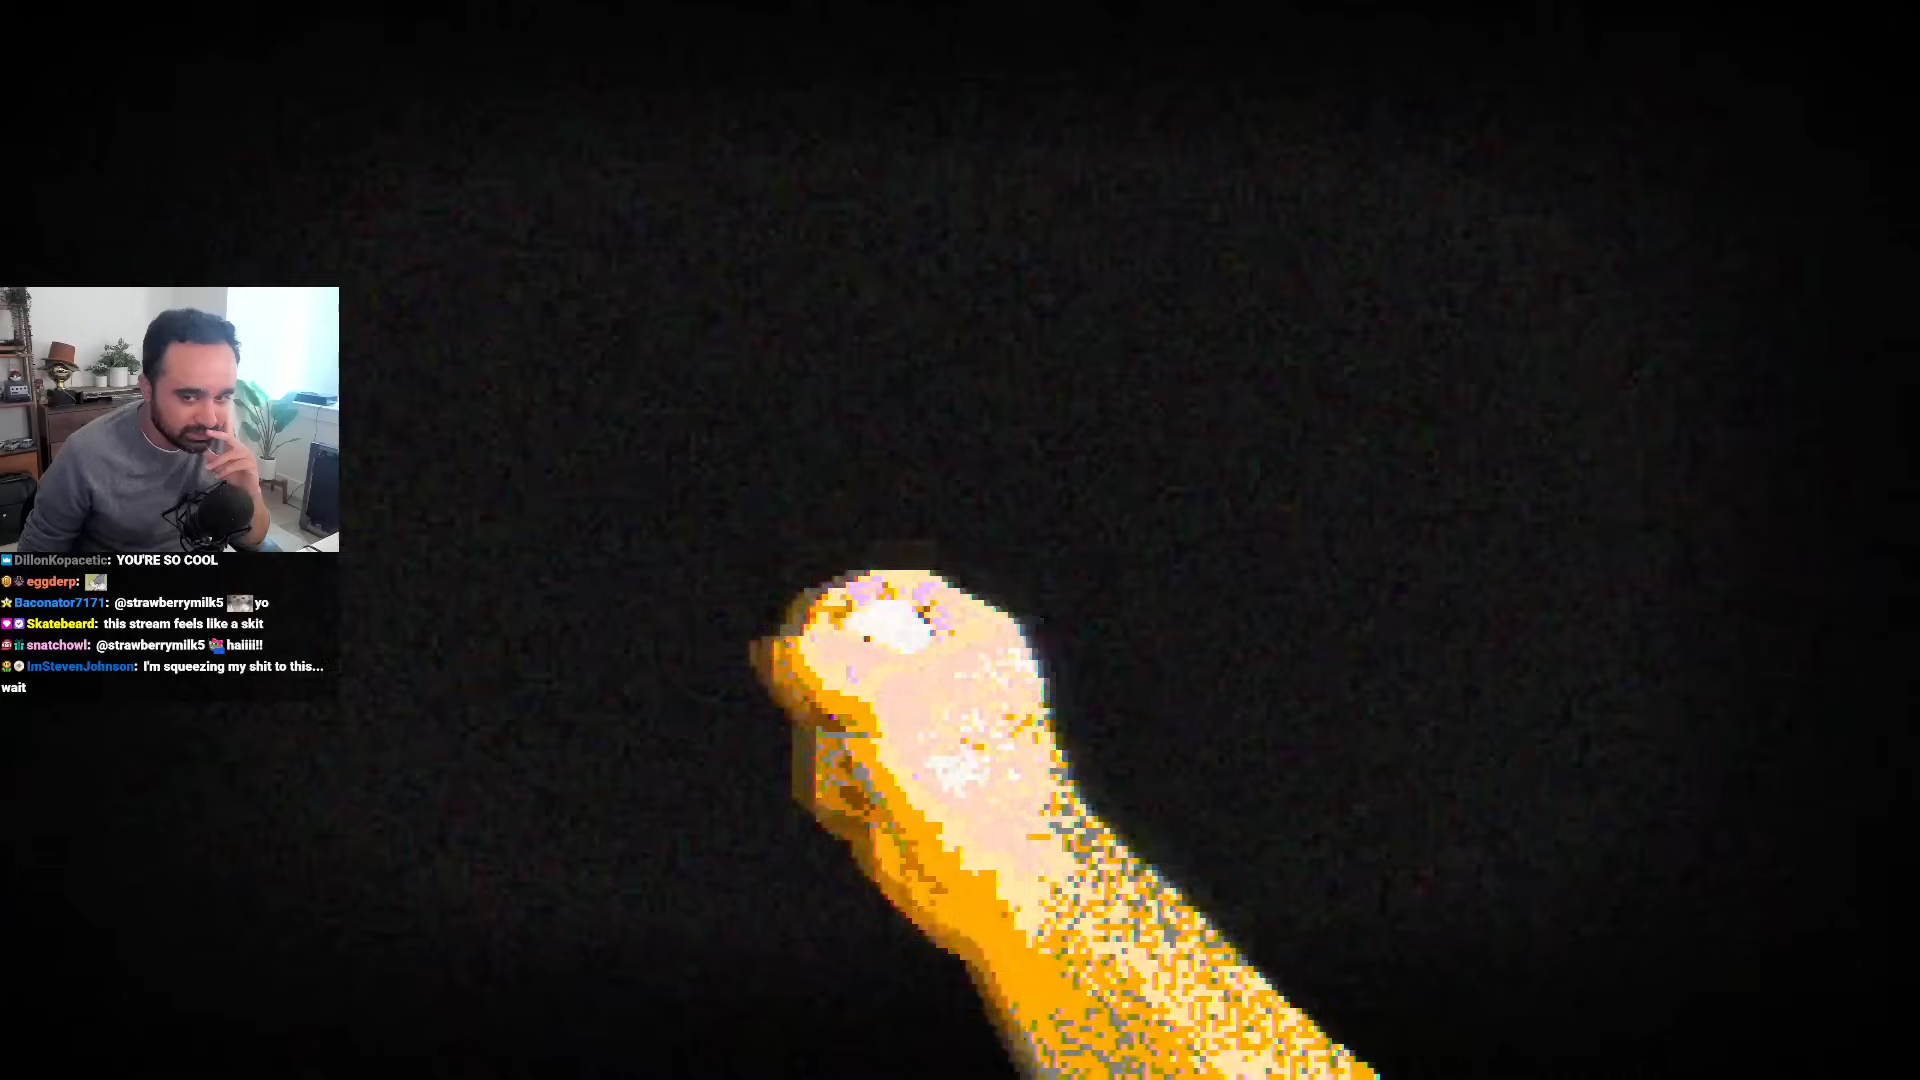 DillonKopacetic: YOU'RE SO COOL
eggderp:
Baconator7171: @strawberrymilk5 yo
Skatebeard: this stream feels like a skit
snatchowl: @strawberrymilk5 haiiii!!
ImStevenJohnson: I'm squeezing my shit to this...
wait